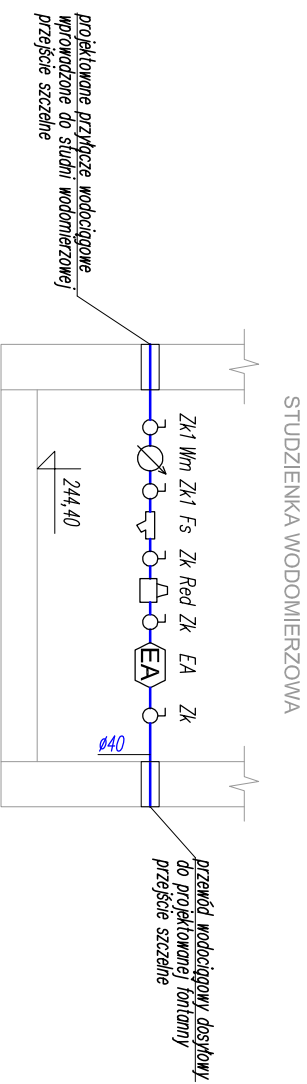 STUDZIENKA WODOMIERZOWA
projektowane przyłącze wodociągowe
wprowadzone do studni wodomierzowej
przejście szczelne
Zk1 Wm Zk1 Fs Zk Red Zk EA Zk
EA
ø40
244,40
przewód wodociągowy dosyłowy
do projektowanej fontanny
przejście szczelne